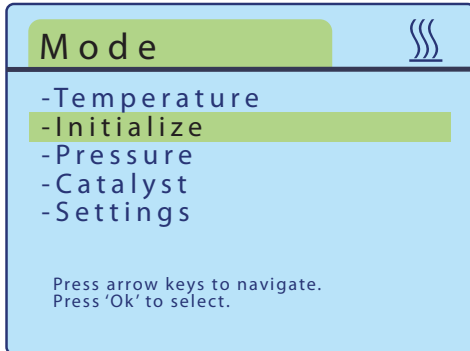 Mode
-Temperature
-Initialize
-Pressure
-Catalyst
-Settings
Press arrow keys to navigate.
Press ‘Ok’ to select.